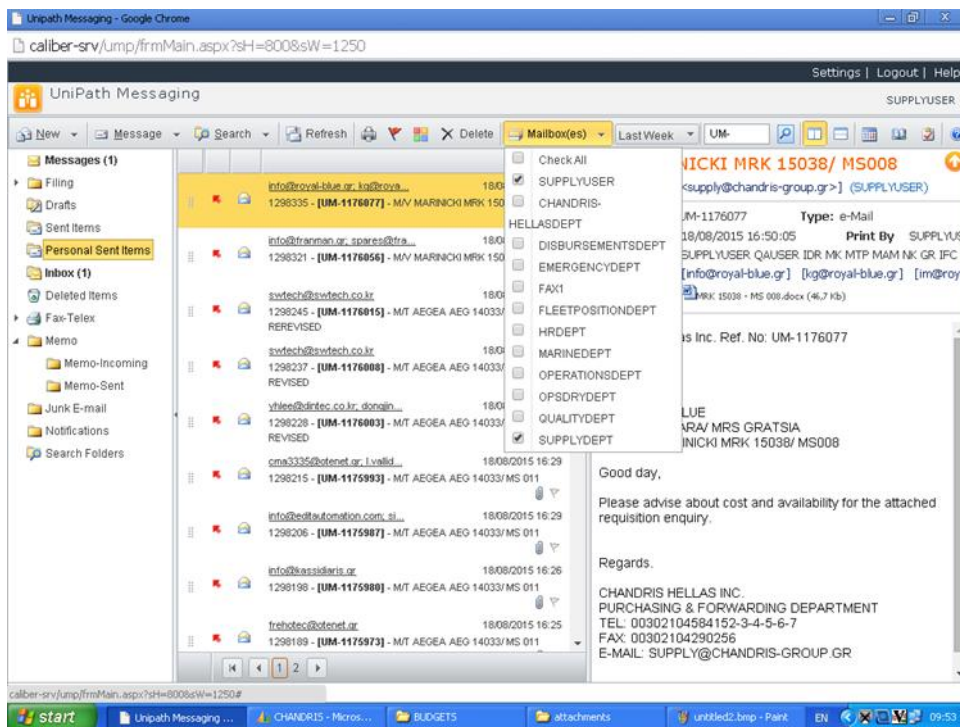 Unipath Messaging - Google Chrome
caliber-srv/ump/frmMain.aspx?sH=800&sW=1250
Settings | Logout | Help
UniPath Messaging
SUPPLYUSER
New Message Search Refresh Delete Mailbox(es) Last Week UM-
Messages (1)
Filing
Drafts
Sent Items
Personal Sent Items
Inbox (1)
Deleted Items
Fax-Telex
Memo
Memo-Incoming
Memo-Sent
Junk E-mail
Notifications
Search Folders
info@royal-blue.gr; kg@roya... 18/08
1298335 - [UM-1176077] - M/V MARINICKI MRK 150
info@franman.gr; spares@fra... 18/0
1298321 - [UM-1176056] - M/V MARINICKI MRK 150
swtech@swtech.co.kr 18/0
1298245 - [UM-1176015] - M/T AEGEA AEG 14033/
REREVISED
swtech@swtech.co.kr 18/0
1298237 - [UM-1176008] - M/T AEGEA AEG 14033/
REVISED
yhlee@dintec.co.kr; dongjin... 18/0
1298228 - [UM-1176003] - M/T AEGEA AEG 14033/
REVISED
cma3335@otenet.gr; l.vallid... 18/08/2015 16:29
1298215 - [UM-1175993] - M/T AEGEA AEG 14033/ MS 011
info@editautomation.com; si... 18/08/2015 16:29
1298206 - [UM-1175987] - M/T AEGEA AEG 14033/ MS 011
info@kassidiaris.gr 18/08/2015 16:26
1298198 - [UM-1175980] - M/T AEGEA AEG 14033/ MS 011
frehotec@otenet.gr 18/08/2015 16:25
1298189 - [UM-1175973] - M/T AEGEA AEG 14033/ MS 011
1 2
Check All
SUPPLYUSER
CHANDRIS-
HELLASDEPT
DISBURSEMENTSDEPT
EMERGENCYDEPT
FAX1
FLEETPOSITIONDEPT
HRDEPT
MARINEDEPT
OPERATIONSDEPT
OPSDRYDEPT
QUALITYDEPT
SUPPLYDEPT
NICKI MRK 15038/ MS008
<supply@chandris-group.gr>] (SUPPLYUSER)
UM-1176077 Type: e-Mail
18/08/2015 16:50:05 Print By SUPPLYUS
SUPPLYUSER QAUSER IDR MK MTP MAM NK GR IFC
[info@royal-blue.gr] [kg@royal-blue.gr] [im@roy
MRK 15038 - MS 008.docx (46,7 Kb)
as Inc. Ref. No: UM-1176077
LUE
ARA/ MRS GRATSIA
INICKI MRK 15038/ MS008
Good day,
Please advise about cost and availability for the attached
requisition enquiry.
Regards.
CHANDRIS HELLAS INC.
PURCHASING & FORWARDING DEPARTMENT
TEL: 00302104584152-3-4-5-6-7
FAX: 00302104290256
E-MAIL: SUPPLY@CHANDRIS-GROUP.GR
caliber-srv/ump/frmMain.aspx?sH=800&sW=1250#
start Unipath Messaging ... CHANDRIS - Micros... BUDGETS attachments untitled2.bmp - Paint EN 09:53